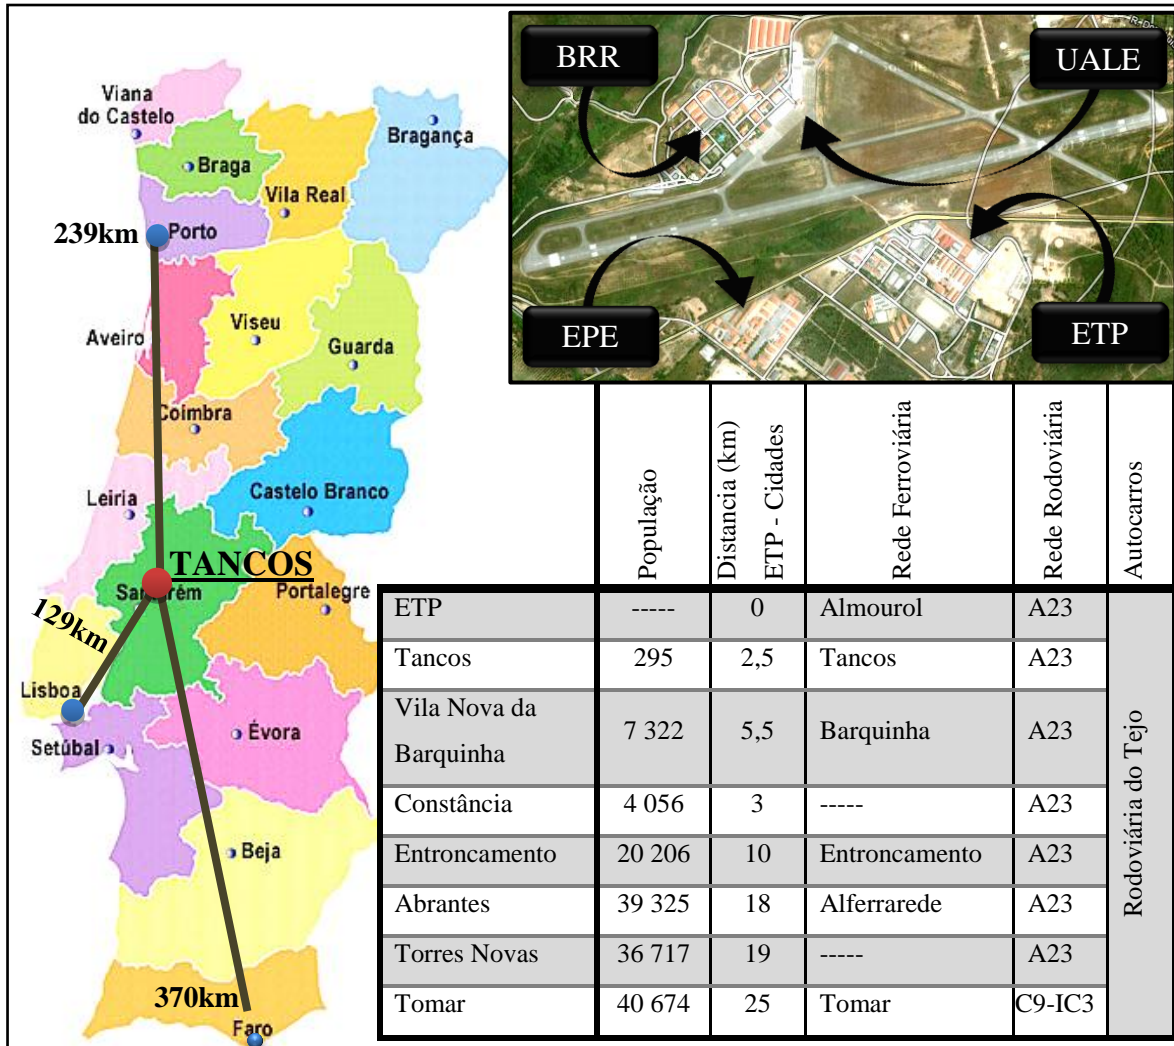 Viana
do Castelo
Braga
Bragança
Vila Real
239km
Porto
Aveiro
Viseu
Guarda
Coimbra
Leiria
Castelo Branco
TANCOS
Portalegre
129km
Lisboa
Setúbal
Évora
Beja
370km
Faro
BRR
UALE
EPE
ETP
População
Distancia (km)
ETP - Cidades
Rede Ferroviária
Rede Rodoviária
Autocarros
ETP ----- 0 Almourol A23
Tancos 295 2,5 Tancos A23
Vila Nova da
Barquinha 7 322 5,5 Barquinha A23
Constância 4 056 3 ----- A23
Entroncamento 20 206 10 Entroncamento A23
Abrantes 39 325 18 Alferrarede A23
Torres Novas 36 717 19 ----- A23
Tomar 40 674 25 Tomar C9-IC3
Rodoviária do Tejo